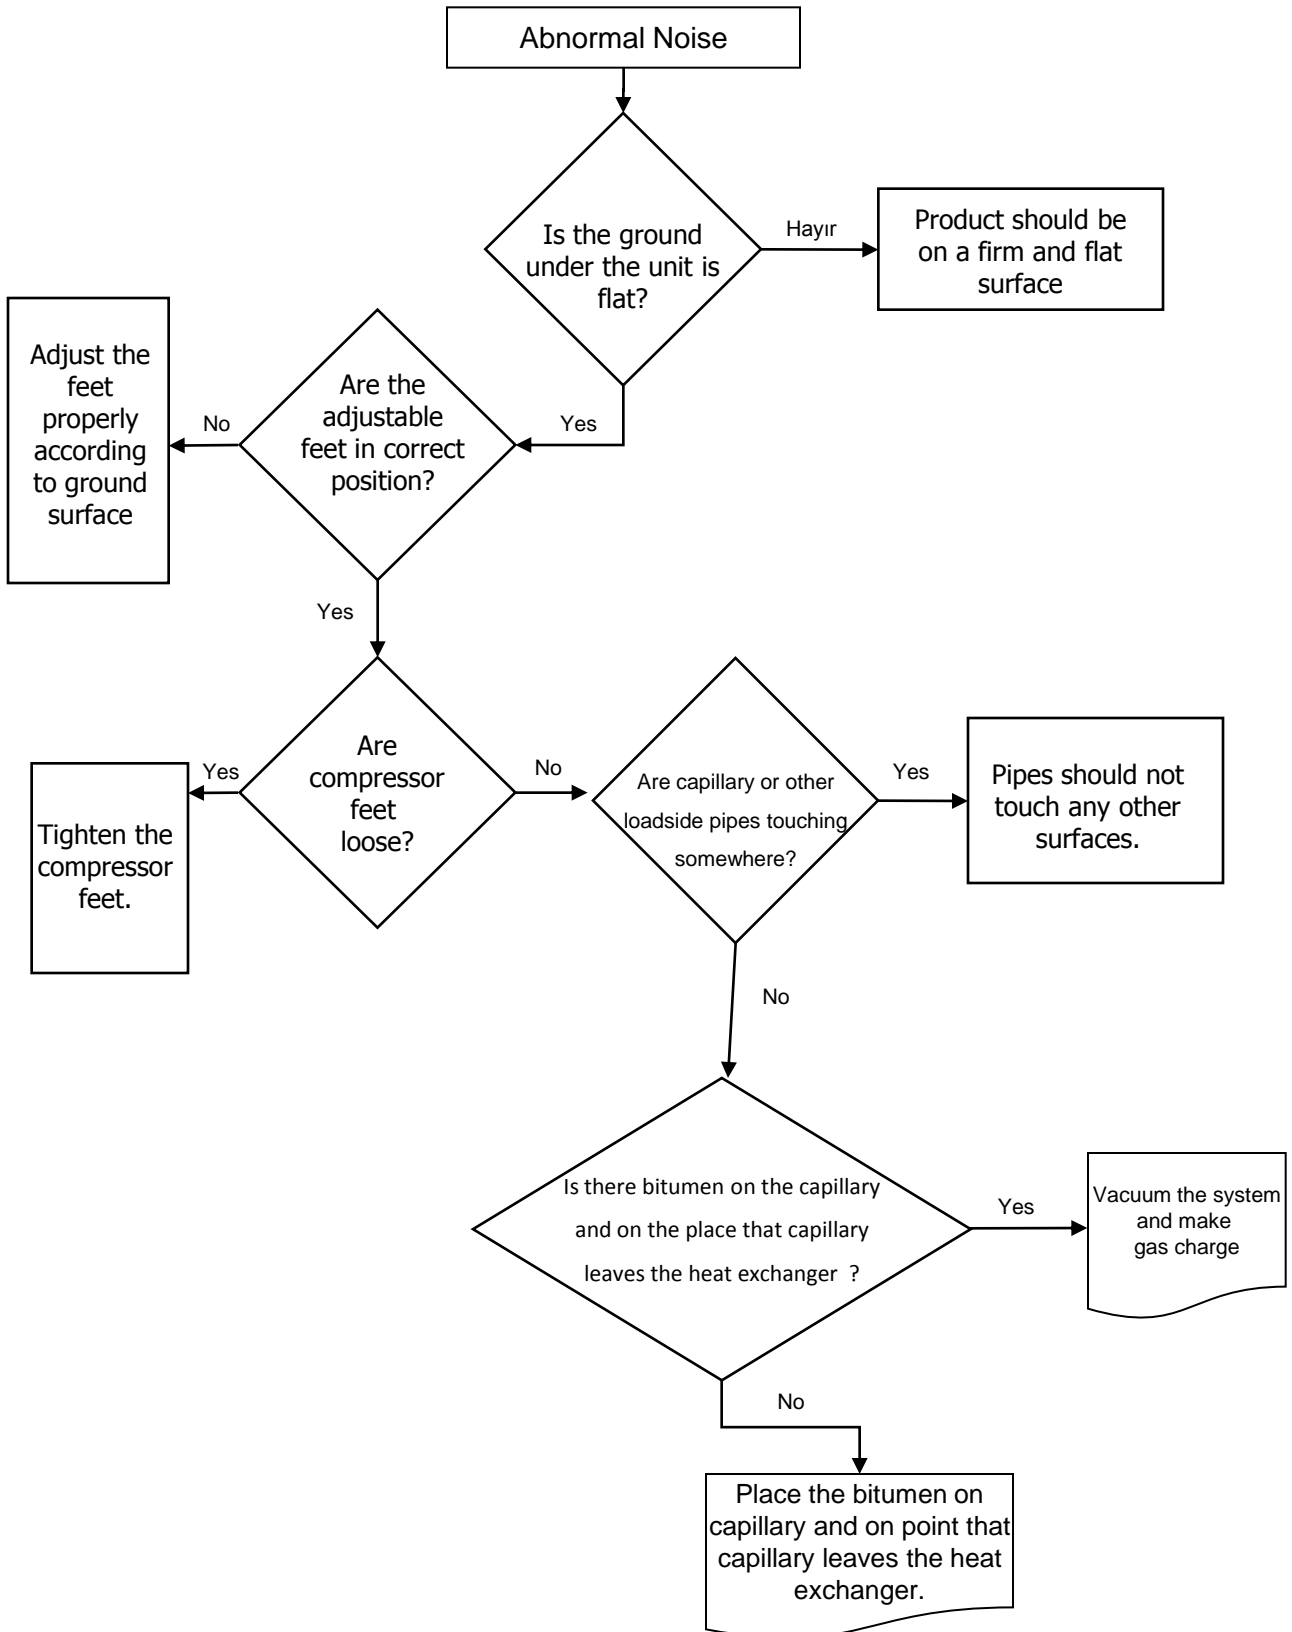 Abnormal Noise
Is the ground
under the unit is
flat?
Hayır
Product should be
on a firm and flat
surface
Yes
Are the
adjustable
feet in correct
position?
No
Adjust the
feet
properly
according
to ground
surface
Yes
Are
compressor
feet
loose?
Yes
Tighten the
compressor
feet.
No
Are capillary or other
loadside pipes touching
somewhere?
Yes
Pipes should not
touch any other
surfaces.
No
Is there bitumen on the capillary
and on the place that capillary
leaves the heat exchanger ?
Yes
Vacuum the system
and make
gas charge
No
Place the bitumen on
capillary and on point that
capillary leaves the heat
exchanger.